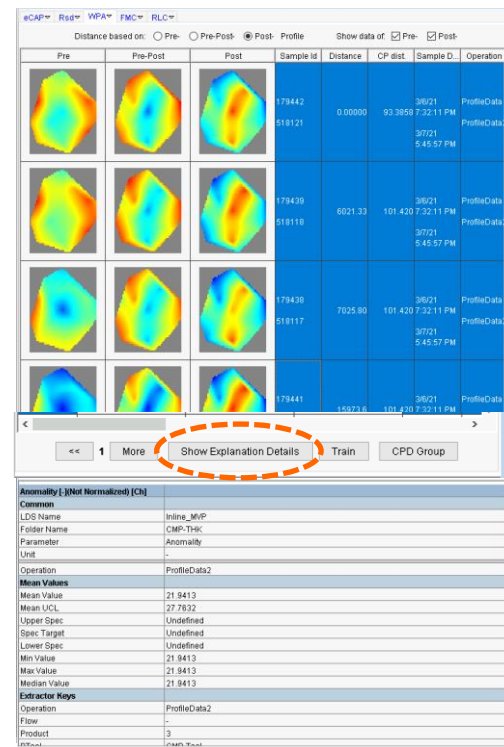 eCAP Rsd WPA FMC RLC
Distance based on: Pre- Pre-Post- Post- Profile Show data of: Pre- Post-
Pre Pre-Post Post Sample Id Distance CP dist. Sample D... Operation
179442 3/6/21 ProfileData
0.00000 93.3858 7:32:11 PM
518121 ProfileData2
3/7/21
5:45:57 PM
179439 3/6/21 ProfileData
6021.33 101.420 7:32:11 PM
518118 ProfileData2
3/7/21
5:45:57 PM
179438 3/6/21 ProfileData
7025.80 101.420 7:32:11 PM
518117 ProfileData2
3/7/21
5:45:57 PM
179441 3/6/21 ProfileData
15973.6 101.420 7:32:11 PM
< >
<< 1 More Show Explanation Details Train CPD Group
Anomality [-](Not Normalized) [Ch]
Common
LDS Name Inline_MVP
Folder Name CMP-THK
Parameter Anomality
Unit -
Operation ProfileData2
Mean Values
Mean Value 21.9413
Mean UCL 27.7632
Upper Spec Undefined
Spec Target Undefined
Lower Spec Undefined
Min Value 21.9413
Max Value 21.9413
Median Value 21.9413
Extractor Keys
Operation ProfileData2
Flow -
Product 3
PTool CMP-Tool